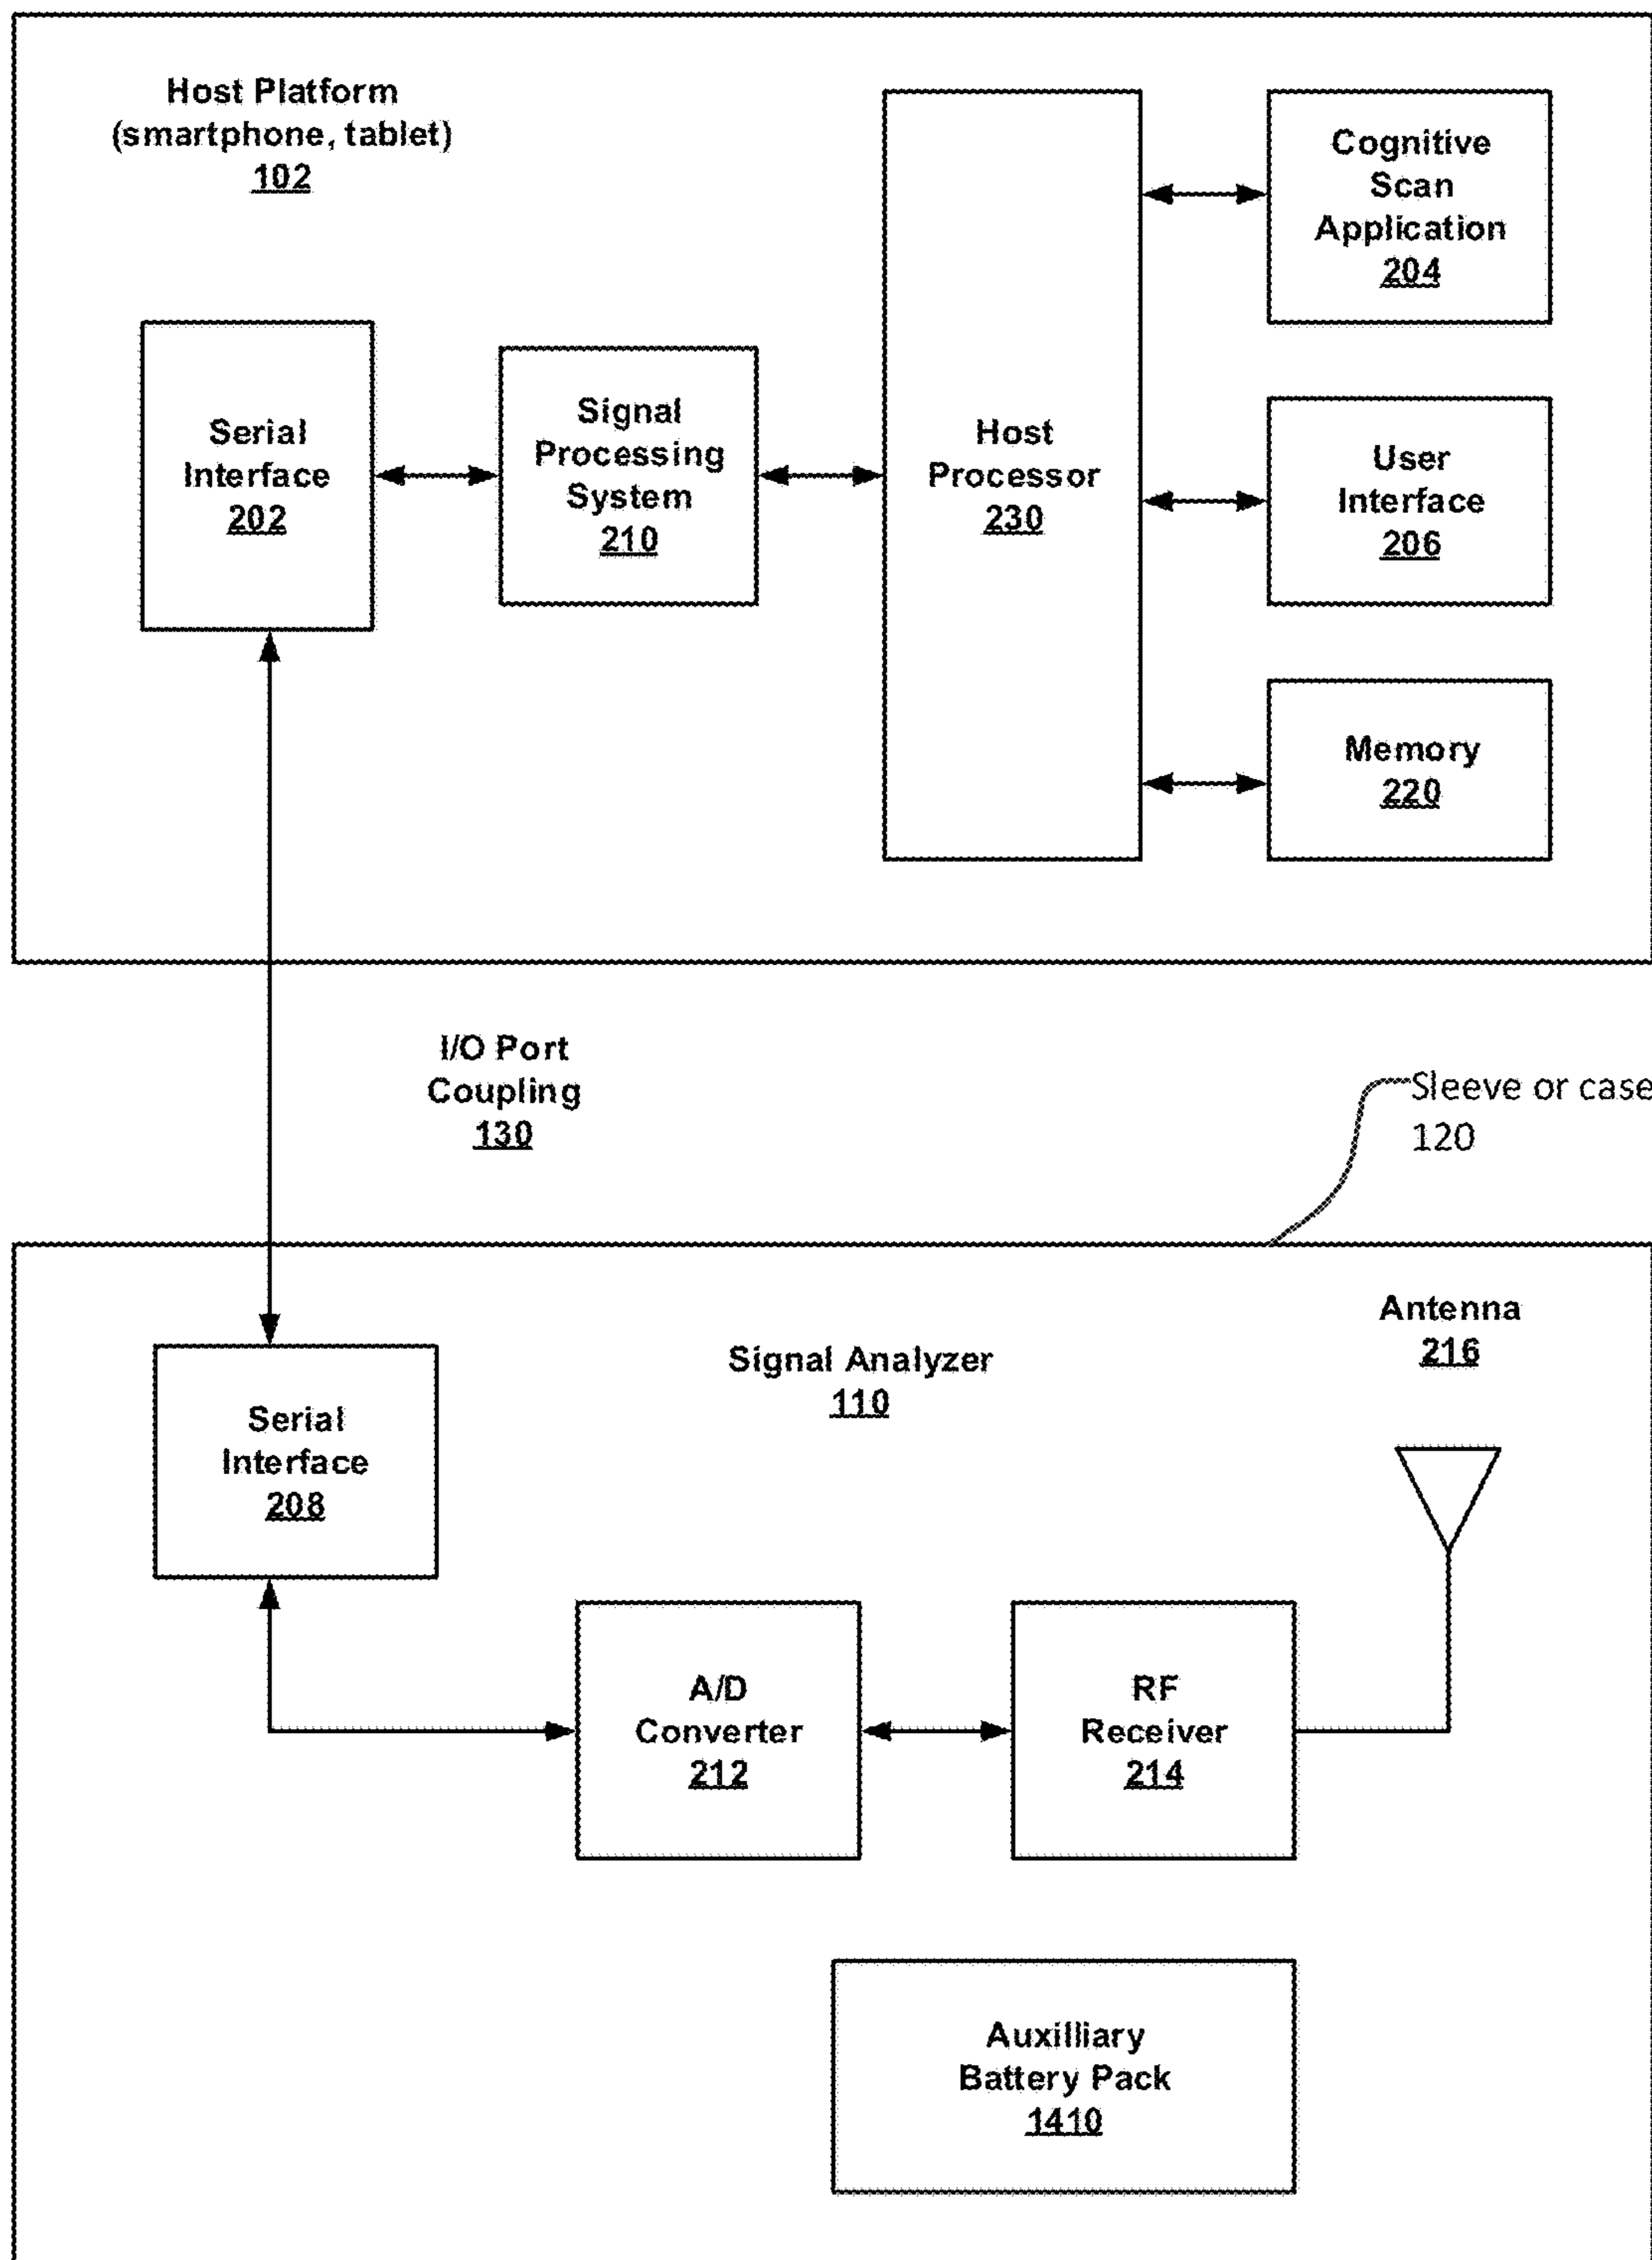 Host Platform
(smartphone, tablet)
102
Cognitive
Scan
Application
204
Serial
Interface
202
Signal
Processing
System
210
Host
Processor
230
User
Interface
206
Memory
220
I/O Port
Coupling
130
Sleeve or case
120
Signal Analyzer
110
Antenna
216
Serial
Interface
208
A/D
Converter
212
RF
Receiver
214
Auxilliary
Battery Pack
1410